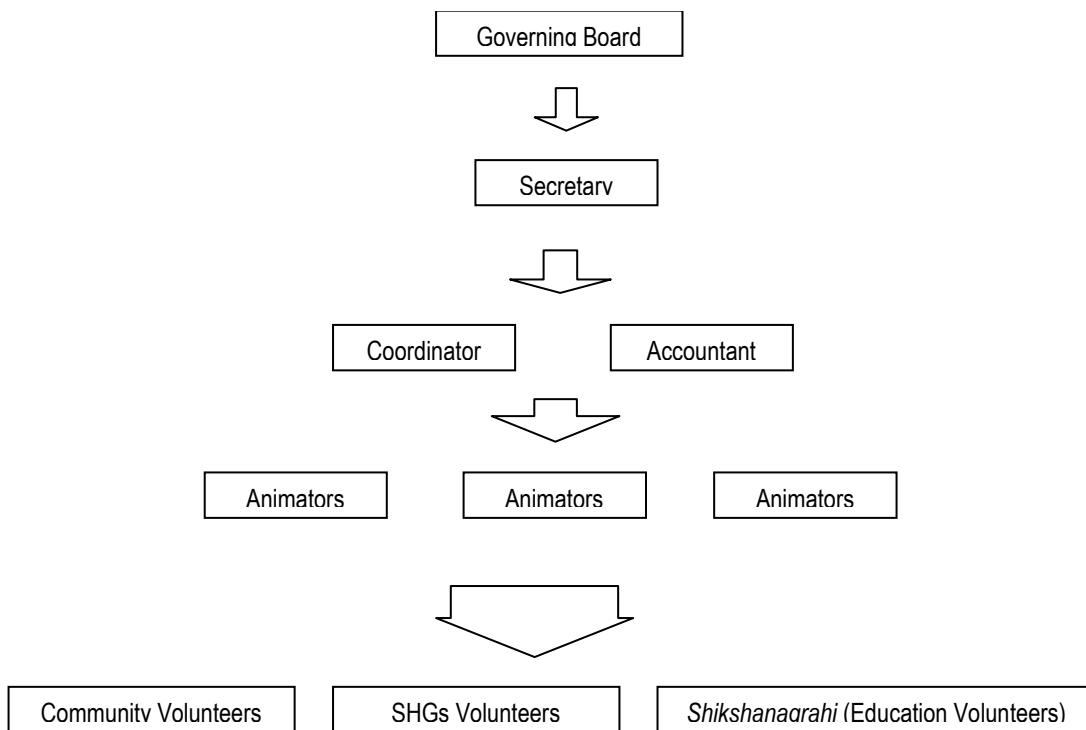 Governing Board
Secretary
Coordinator Accountant
Animators Animators Animators
Community Volunteers SHGs Volunteers Shikshanagrahi (Education Volunteers)